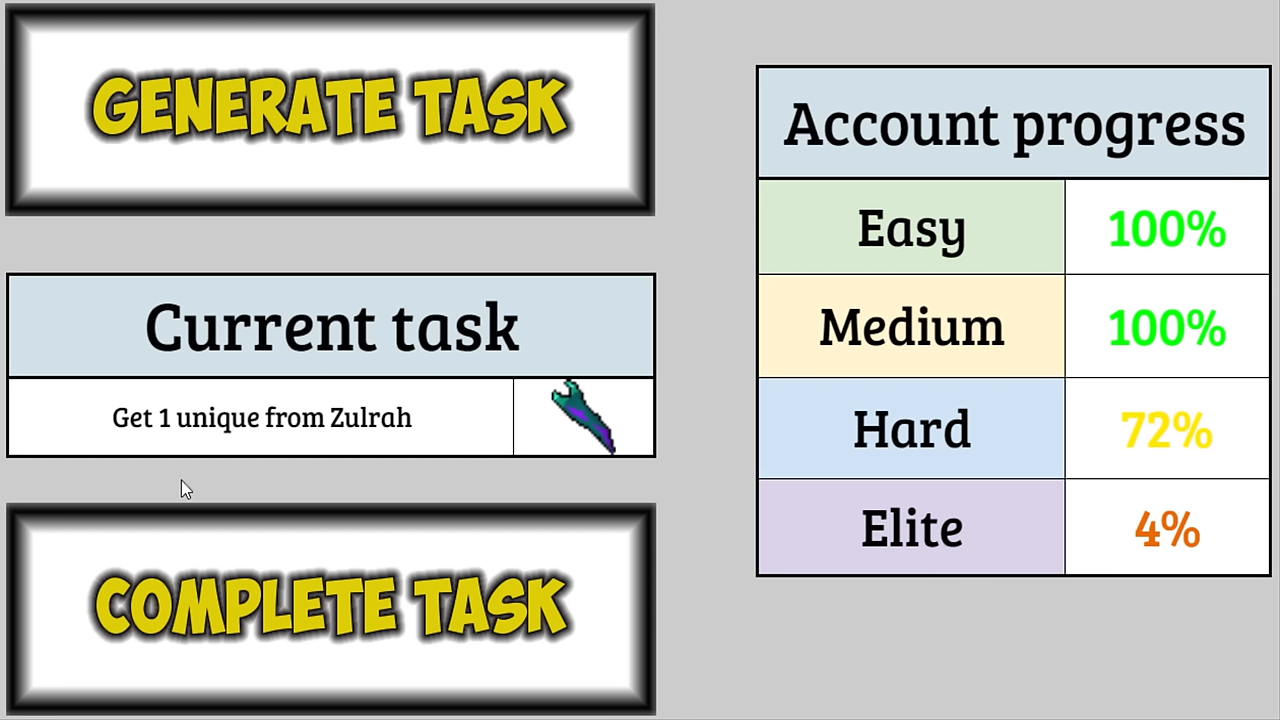 GENERATE TASK
Current task
Get 1 unique from Zulrah
COMPLETE TASK
Account progress
Easy 100%
Medium 100%
Hard 72%
Elite 4%